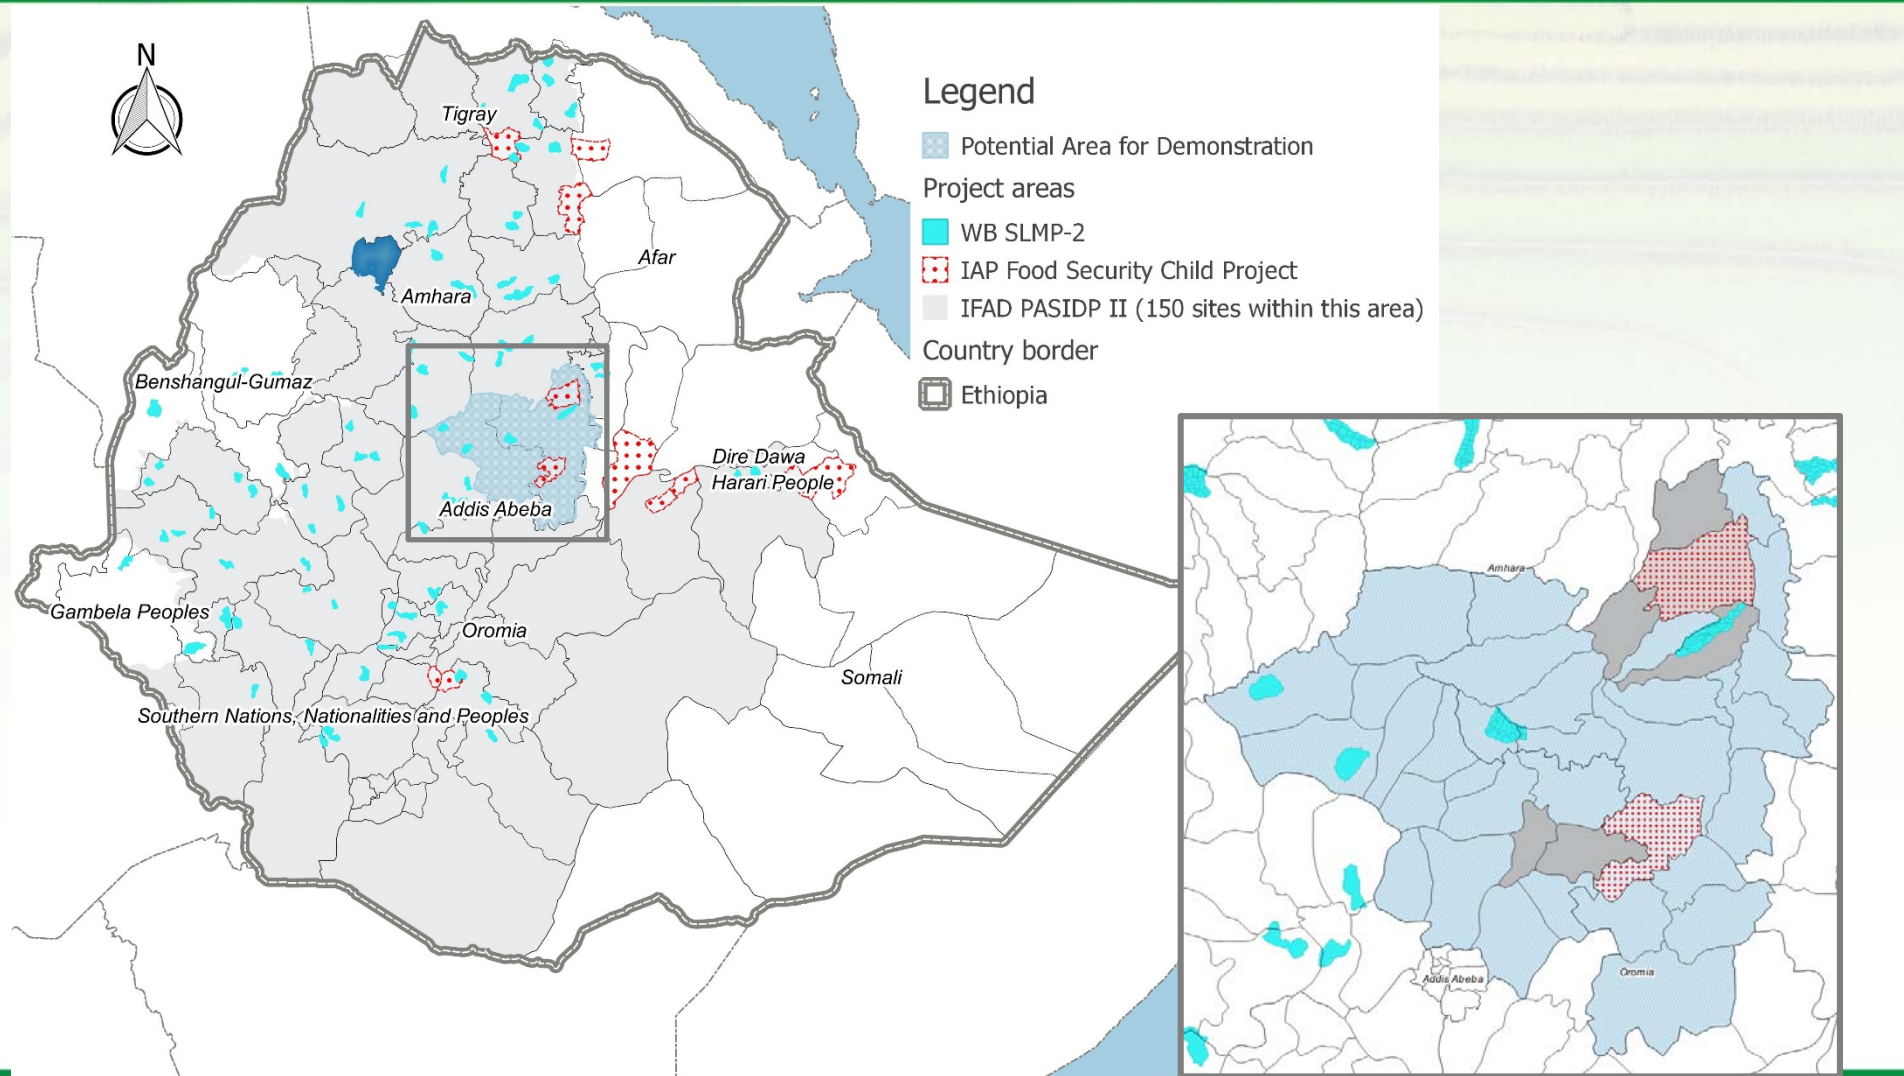 N
Tigray
Afar
Amhara
Benshangul-Gumaz
Dire Dawa
Harari People
Addis Abeba
Gambela Peoples
Oromia
Somali
Southern Nations, Nationalities and Peoples
Legend
Potential Area for Demonstration
Project areas
WB SLMP-2
IAP Food Security Child Project
IFAD PASIDP II (150 sites within this area)
Country border
Ethiopia
Amhara
Addis Abeba
Oromia